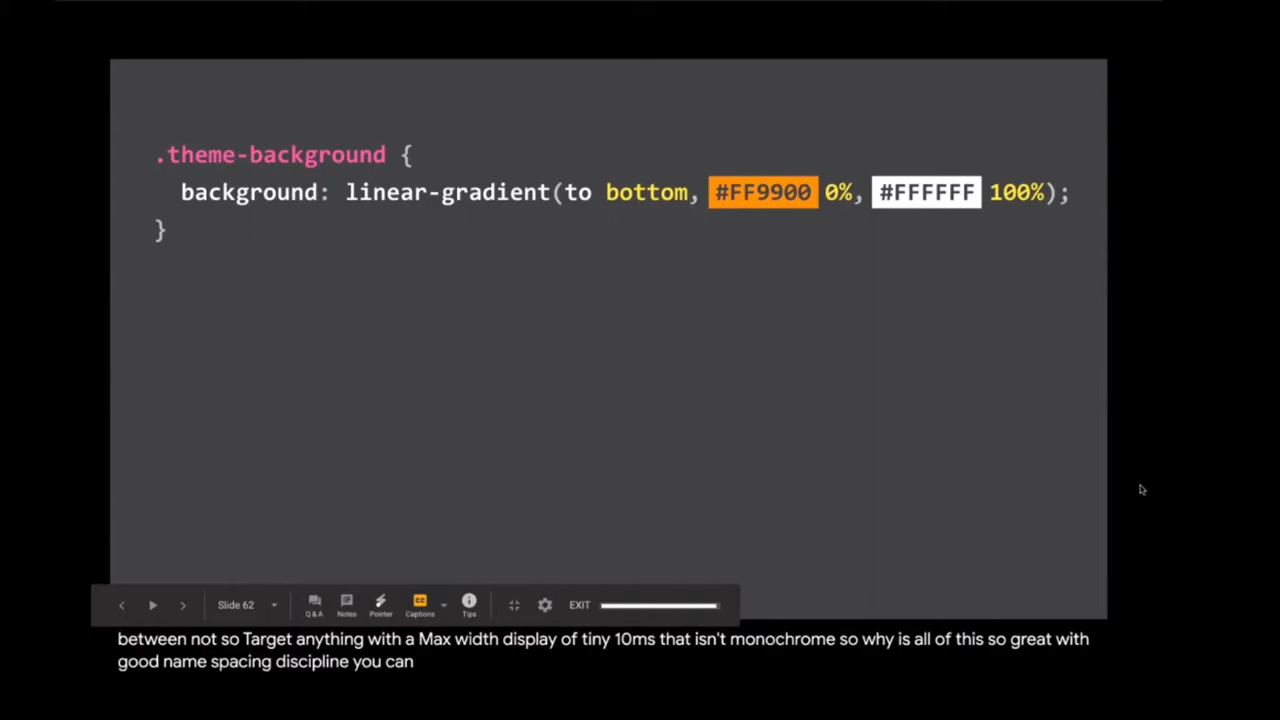 .theme-background {
background: linear-gradient(to bottom, #FF9900 0%, #FFFFFF 100%);
}
Slide 62
Q & A Notes Pointer CC Captions Tips EXIT
between not so Target anything with a Max width display of tiny 10ms that isn't monochrome so why is all of this so great with
good name spacing discipline you can